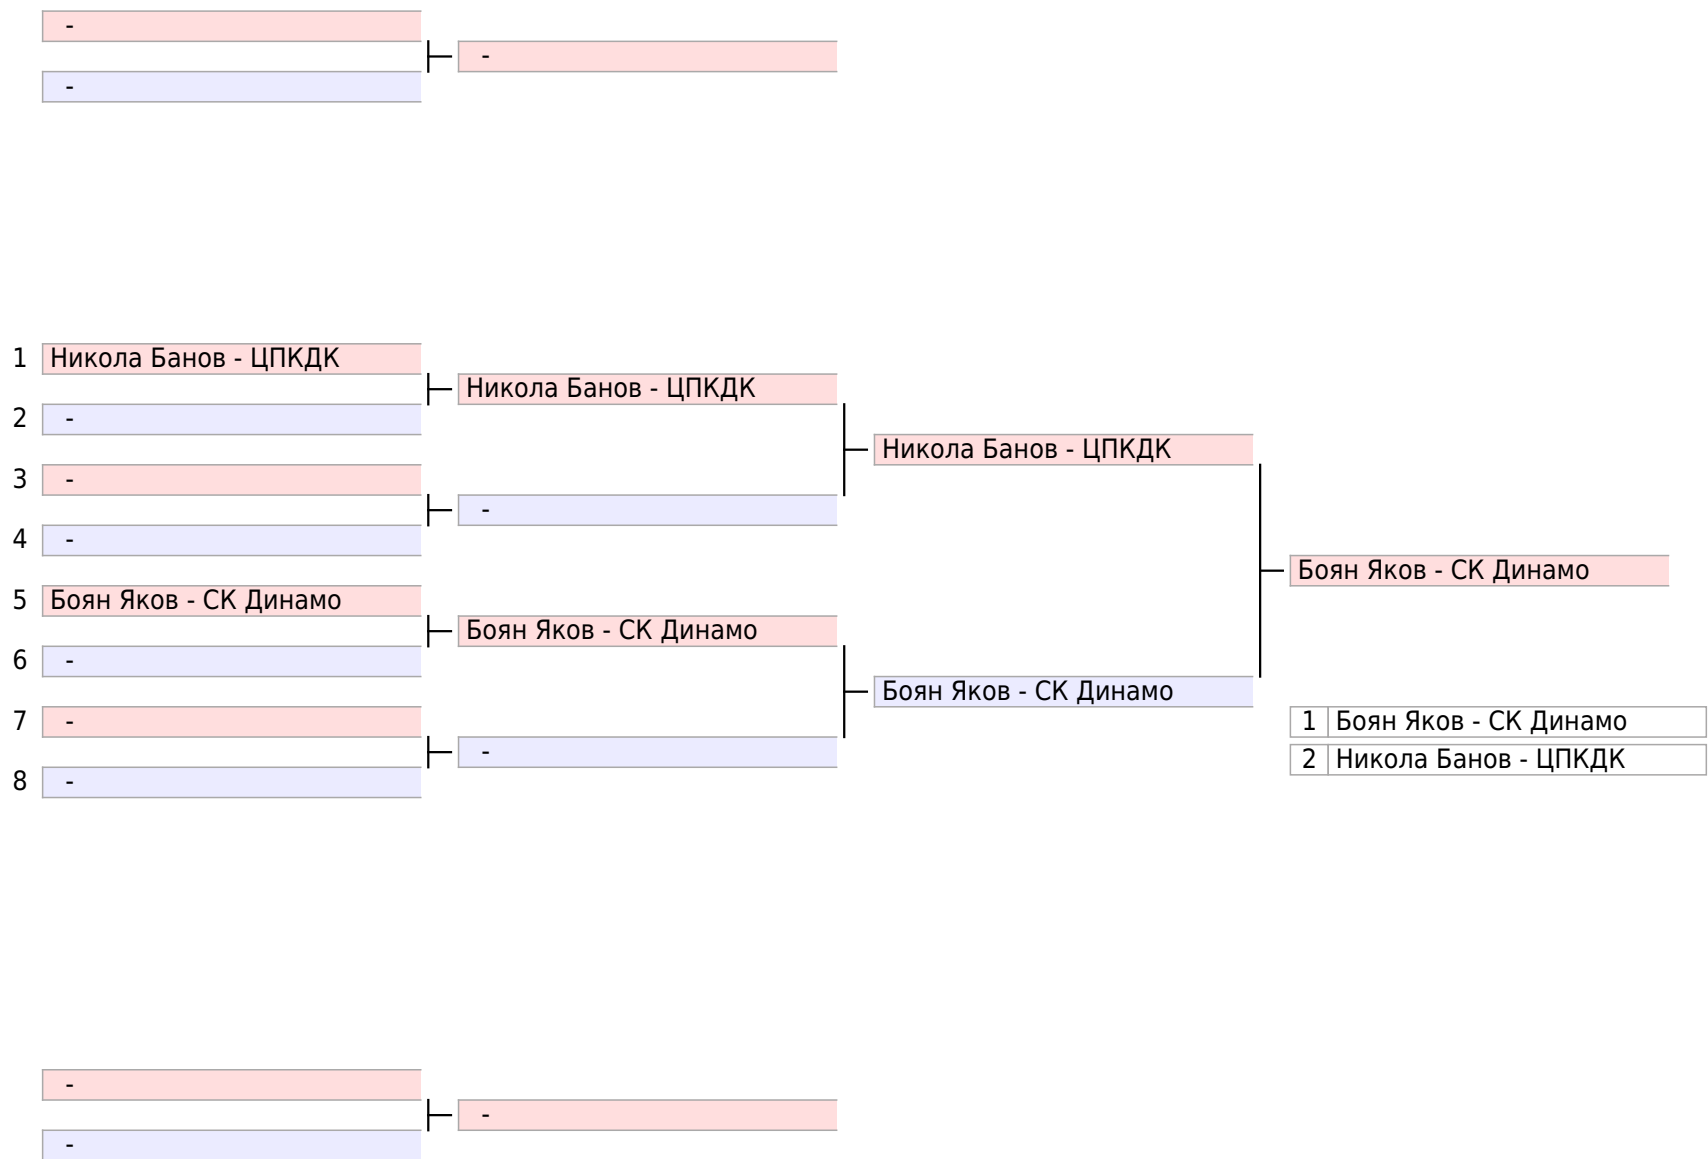 -
-
-
1 Никола Банов - ЦПКДК
Никола Банов - ЦПКДК
2 -
Никола Банов - ЦПКДК
3 -
-
4 -
Боян Яков - СК Динамо
5 Боян Яков - СК Динамо
Боян Яков - СК Динамо
6 -
Боян Яков - СК Динамо
7 -
1 Боян Яков - СК Динамо
-
2 Никола Банов - ЦПКДК
8 -
-
-
-